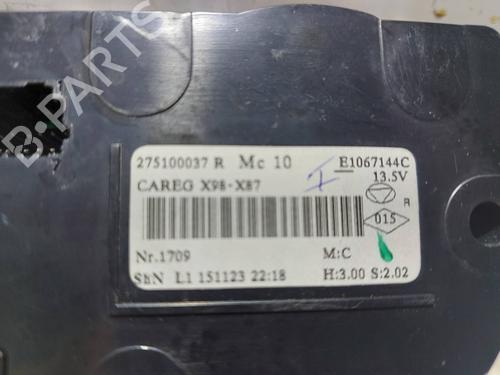 B-PARTS
275100037 R Mc 10 E1067144C
CAREG X98-X87 13.5V
R
015
Nr.1709 M:C
ShN L1 151123 22:18 H:3.00 S:2.02